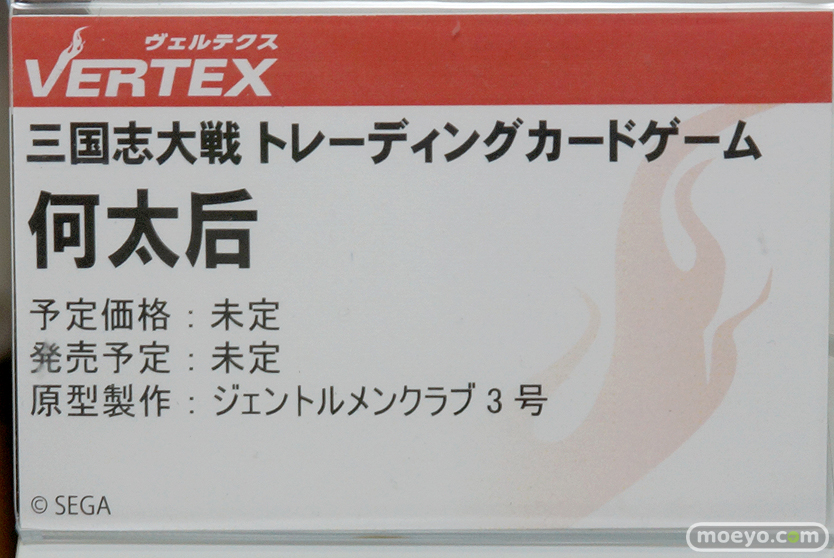 ヴェルテクス
VERTEX
三国志大戦 トレーディングカードゲーム
何太后
予定価格：未定
発売予定：未定
原型製作：ジェントルメンクラブ 3 号
© SEGA
moeyo.com